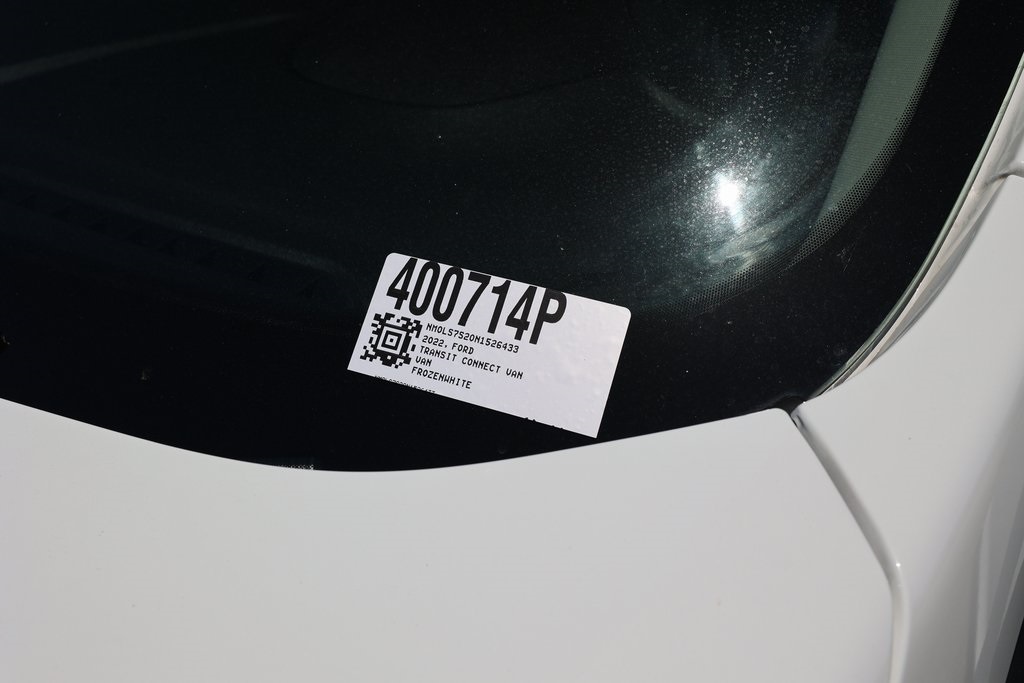 400714P
NM0LS7S20N1526433
2022, FORD
TRANSIT CONNECT VAN
VAN
FROZENWHITE